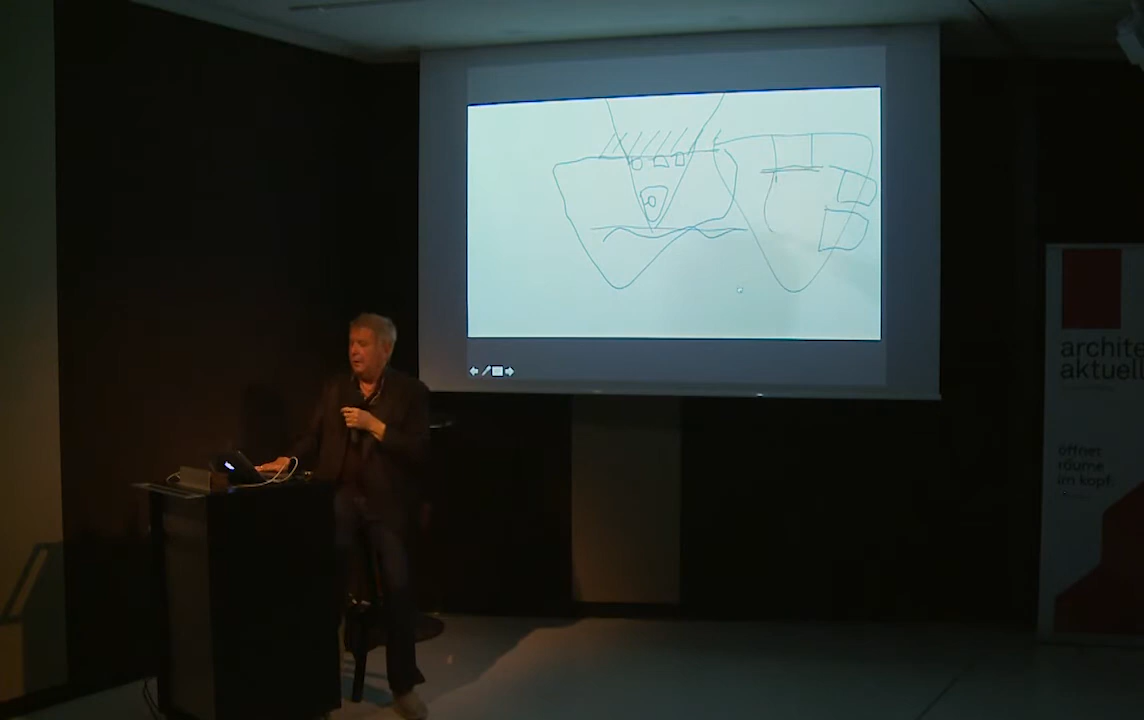 archite
aktuell
öffnet
räume
im kopf.